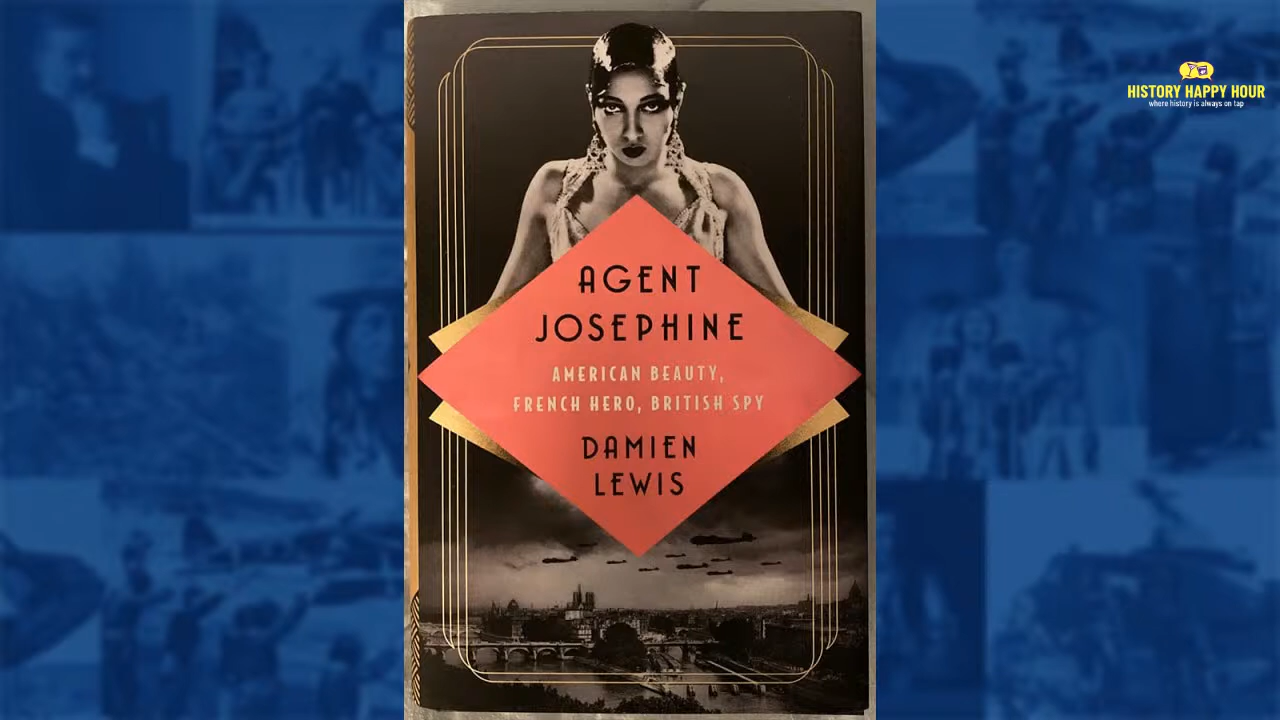 AGENT
JOSEPHINE
AMERICAN BEAUTY,
FRENCH HERO, BRITISH SPY
DAMIEN
LEWIS
HISTORY HAPPY HOUR
where history is always on tap